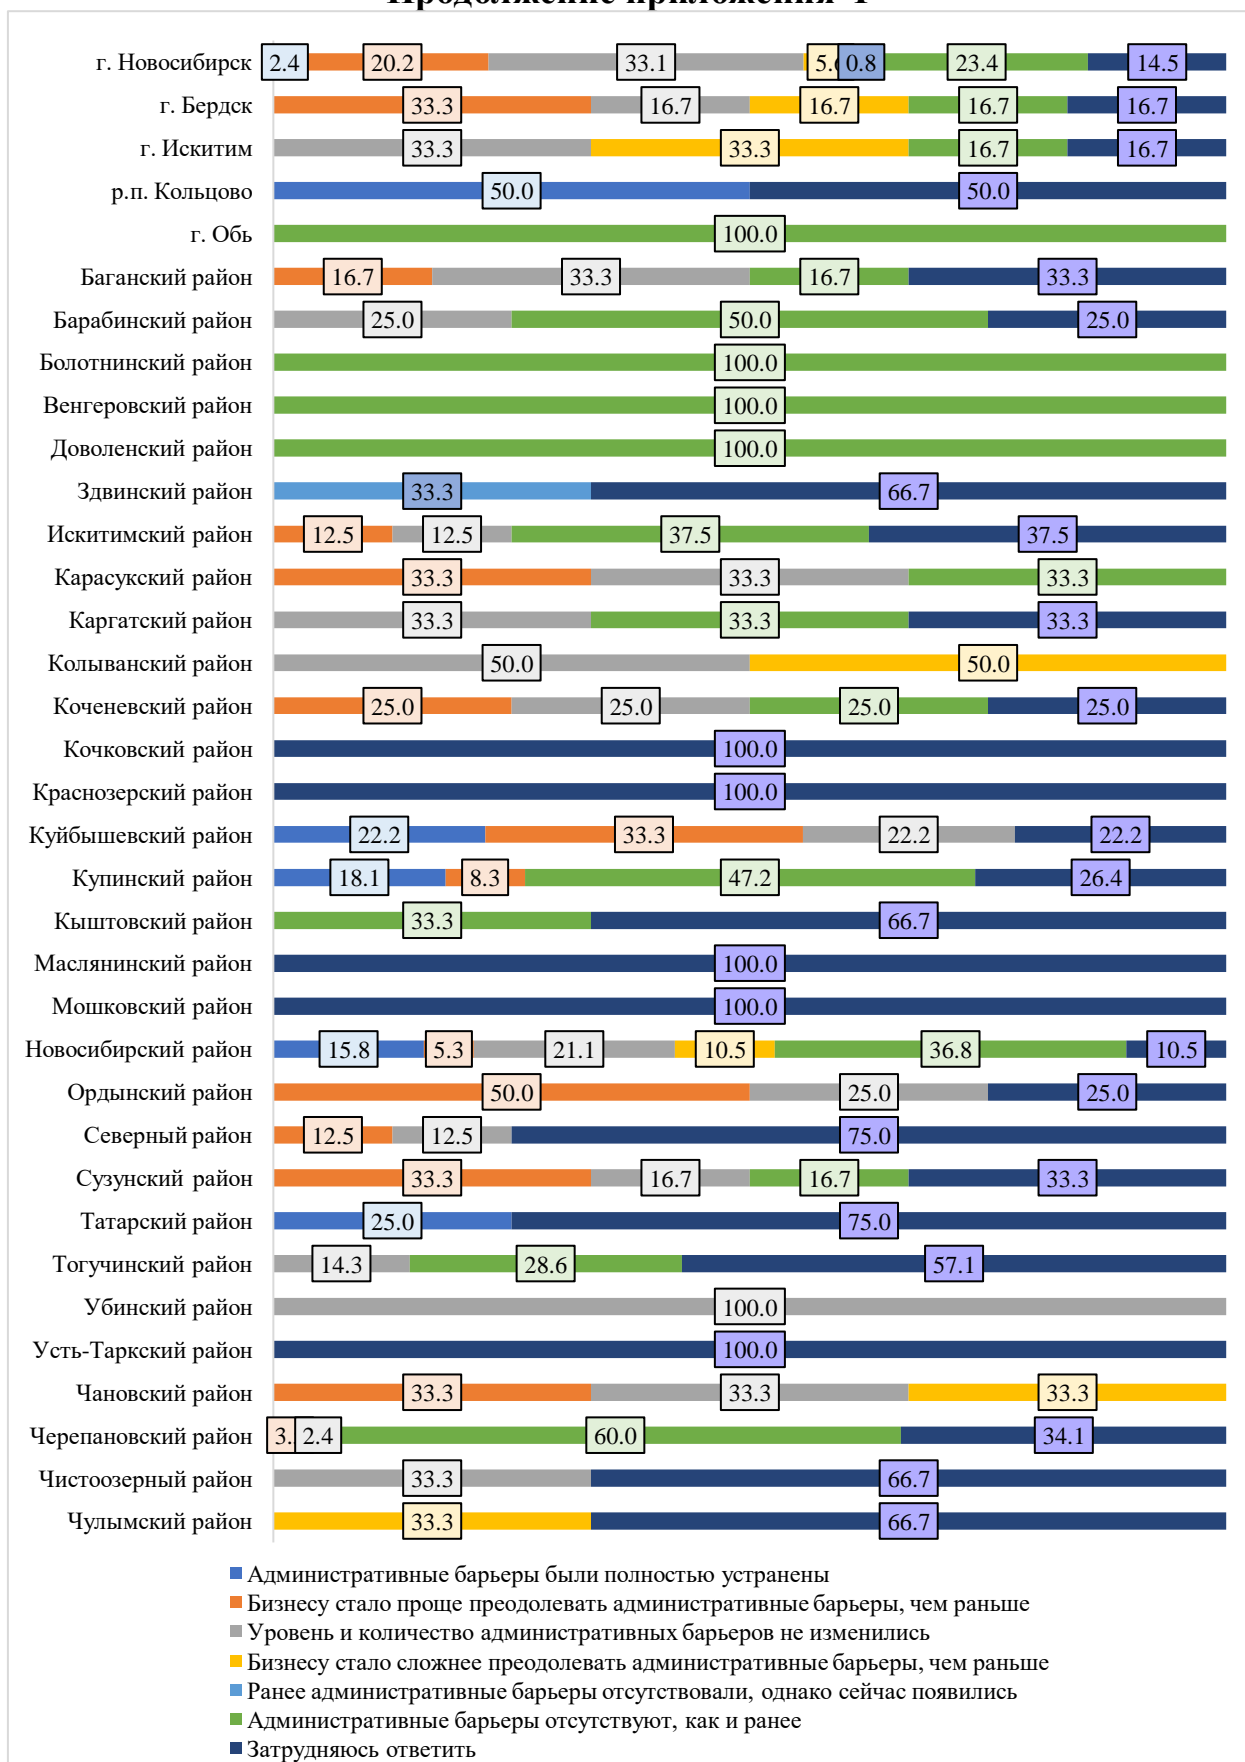 г. Новосибирск 2.4 20.2 33.1 0.8 23.4 14.5
г. Бердск 33.3 16.7 16.7 16.7 16.7
г. Искитим 33.3 33.3 16.7 16.7
р.п. Кольцово 50.0 50.0
г. Обь 100.0
Баганский район 16.7 33.3 16.7 33.3
Барабинский район 25.0 50.0 25.0
Болотнинский район 100.0
Венгеровский район 100.0
Доволенский район 100.0
Здвинский район 33.3 66.7
Искитимский район 12.5 12.5 37.5 37.5
Карасукский район 33.3 33.3 33.3
Каргатский район 33.3 33.3 33.3
Колыванский район 50.0 50.0
Коченевский район 25.0 25.0 25.0 25.0
Кочковский район 100.0
Краснозерский район 100.0
Куйбышевский район 22.2 33.3 22.2 22.2
Купинский район 18.1 8.3 47.2 26.4
Кыштовский район 33.3 66.7
Маслянинский район 100.0
Мошковский район 100.0
Новосибирский район 15.8 5.3 21.1 10.5 36.8 10.5
Ордынский район 50.0 25.0 25.0
Северный район 12.5 12.5 75.0
Сузунский район 33.3 16.7 16.7 33.3
Татарский район 25.0 75.0
Тогучинский район 14.3 28.6 57.1
Убинский район 100.0
Усть-Таркский район 100.0
Чановский район 33.3 33.3 33.3
Черепановский район 2.4 60.0 34.1
Чистоозерный район 33.3 66.7
Чулымский район 33.3 66.7
Административные барьеры были полностью устранены
Бизнесу стало проще преодолевать административные барьеры, чем раньше
Уровень и количество административных барьеров не изменились
Бизнесу стало сложнее преодолевать административные барьеры, чем раньше
Ранее административные барьеры отсутствовали, однако сейчас появились
Административные барьеры отсутствуют, как и ранее
Затрудняюсь ответить